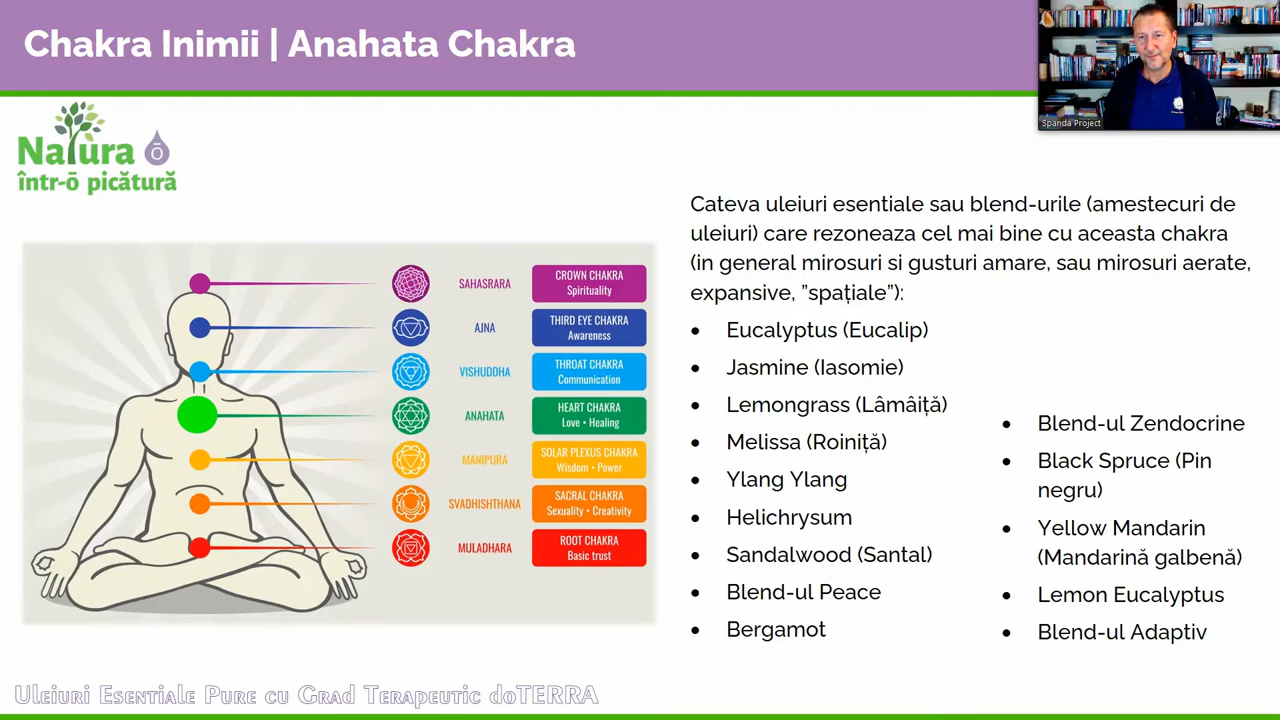 Chakra Inimii | Anahata Chakra
Spanda Project
Natura ō
într-ō picătură
Cateva uleiuri esentiale sau blend-urile (amestecuri de
uleiuri) care rezoneaza cel mai bine cu aceasta chakra
(in general mirosuri si gusturi amare, sau mirosuri aerate,
expansive, ”spațiale”):
• Eucalyptus (Eucalip)
• Jasmine (Iasomie)
• Lemongrass (Lâmâiță)
• Melissa (Roiniță)
• Ylang Ylang
• Helichrysum
• Sandalwood (Santal)
• Blend-ul Peace
• Bergamot
• Blend-ul Zendocrine
• Black Spruce (Pin
negru)
• Yellow Mandarin
(Mandarină galbenă)
• Lemon Eucalyptus
• Blend-ul Adaptiv
SAHASRARA
CROWN CHAKRA
Spirituality
AJNA
THIRD EYE CHAKRA
Awareness
VISHUDDHA
THROAT CHAKRA
Communication
ANAHATA
HEART CHAKRA
Love • Healing
MANIPURA
SOLAR PLEXUS CHAKRA
Wisdom • Power
SVADHISHTHANA
SACRAL CHAKRA
Sexuality • Creativity
MULADHARA
ROOT CHAKRA
Basic trust
Uleiuri Esentiale Pure cu Grad Terapeutic doTERRA